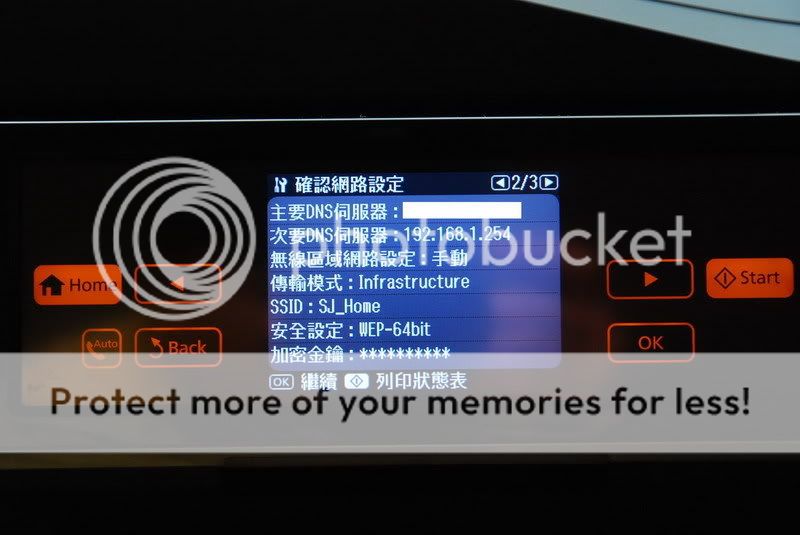 確認網路設定 2/3
主要DNS伺服器：
次要DNS伺服器：192.168.1.254
無線區域網路設定：手動
傳輸模式：Infrastructure
SSID：SJ_Home
安全設定：WEP-64bit
加密金鑰：**********
OK 繼續 列印狀態表
Home
Auto
Back
Start
OK
photobucket
Protect more of your memories for less!